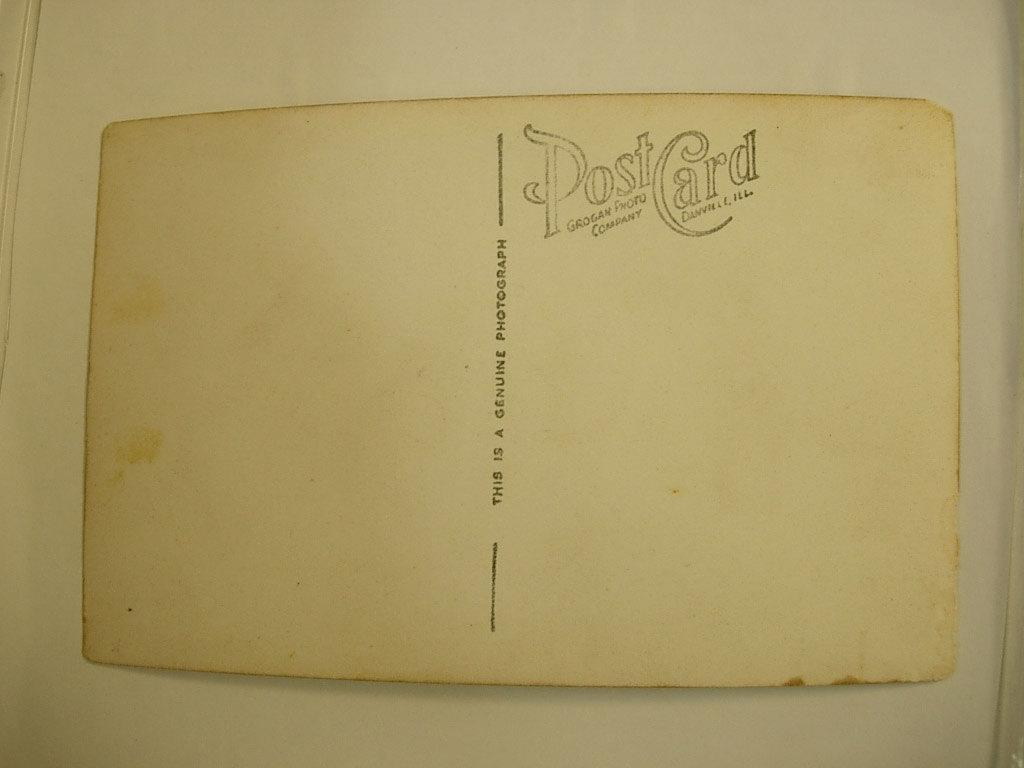 Post Card
GROGAN PHOTO
COMPANY
DANVILLE, ILL.
THIS IS A GENUINE PHOTOGRAPH